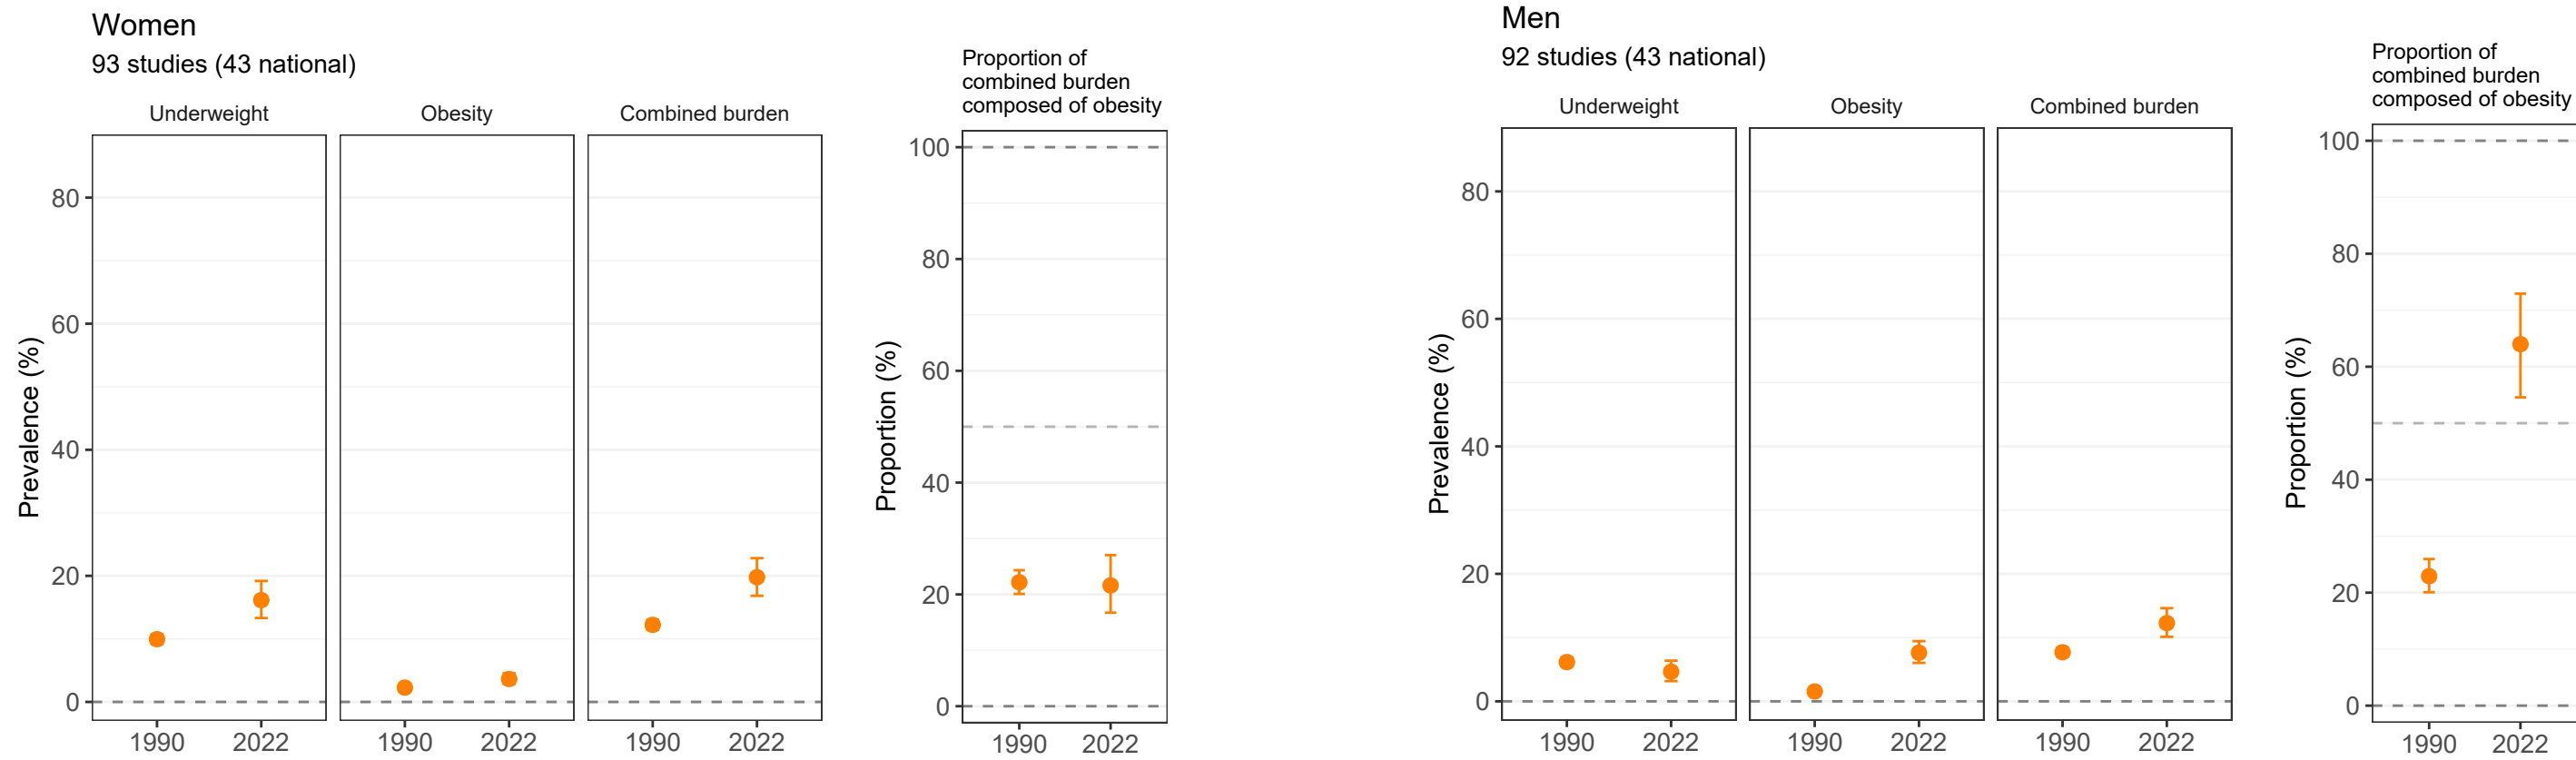 Women
93 studies (43 national)
Underweight
Obesity
Combined burden
Prevalence (%)
80
60
40
20
0
1990 2022
1990 2022
1990 2022
Proportion of
combined burden
composed of obesity
Proportion (%)
100
80
60
40
20
0
1990 2022
Men
92 studies (43 national)
Underweight
Obesity
Combined burden
Prevalence (%)
80
60
40
20
0
1990 2022
1990 2022
1990 2022
Proportion of
combined burden
composed of obesity
Proportion (%)
100
80
60
40
20
0
1990 2022